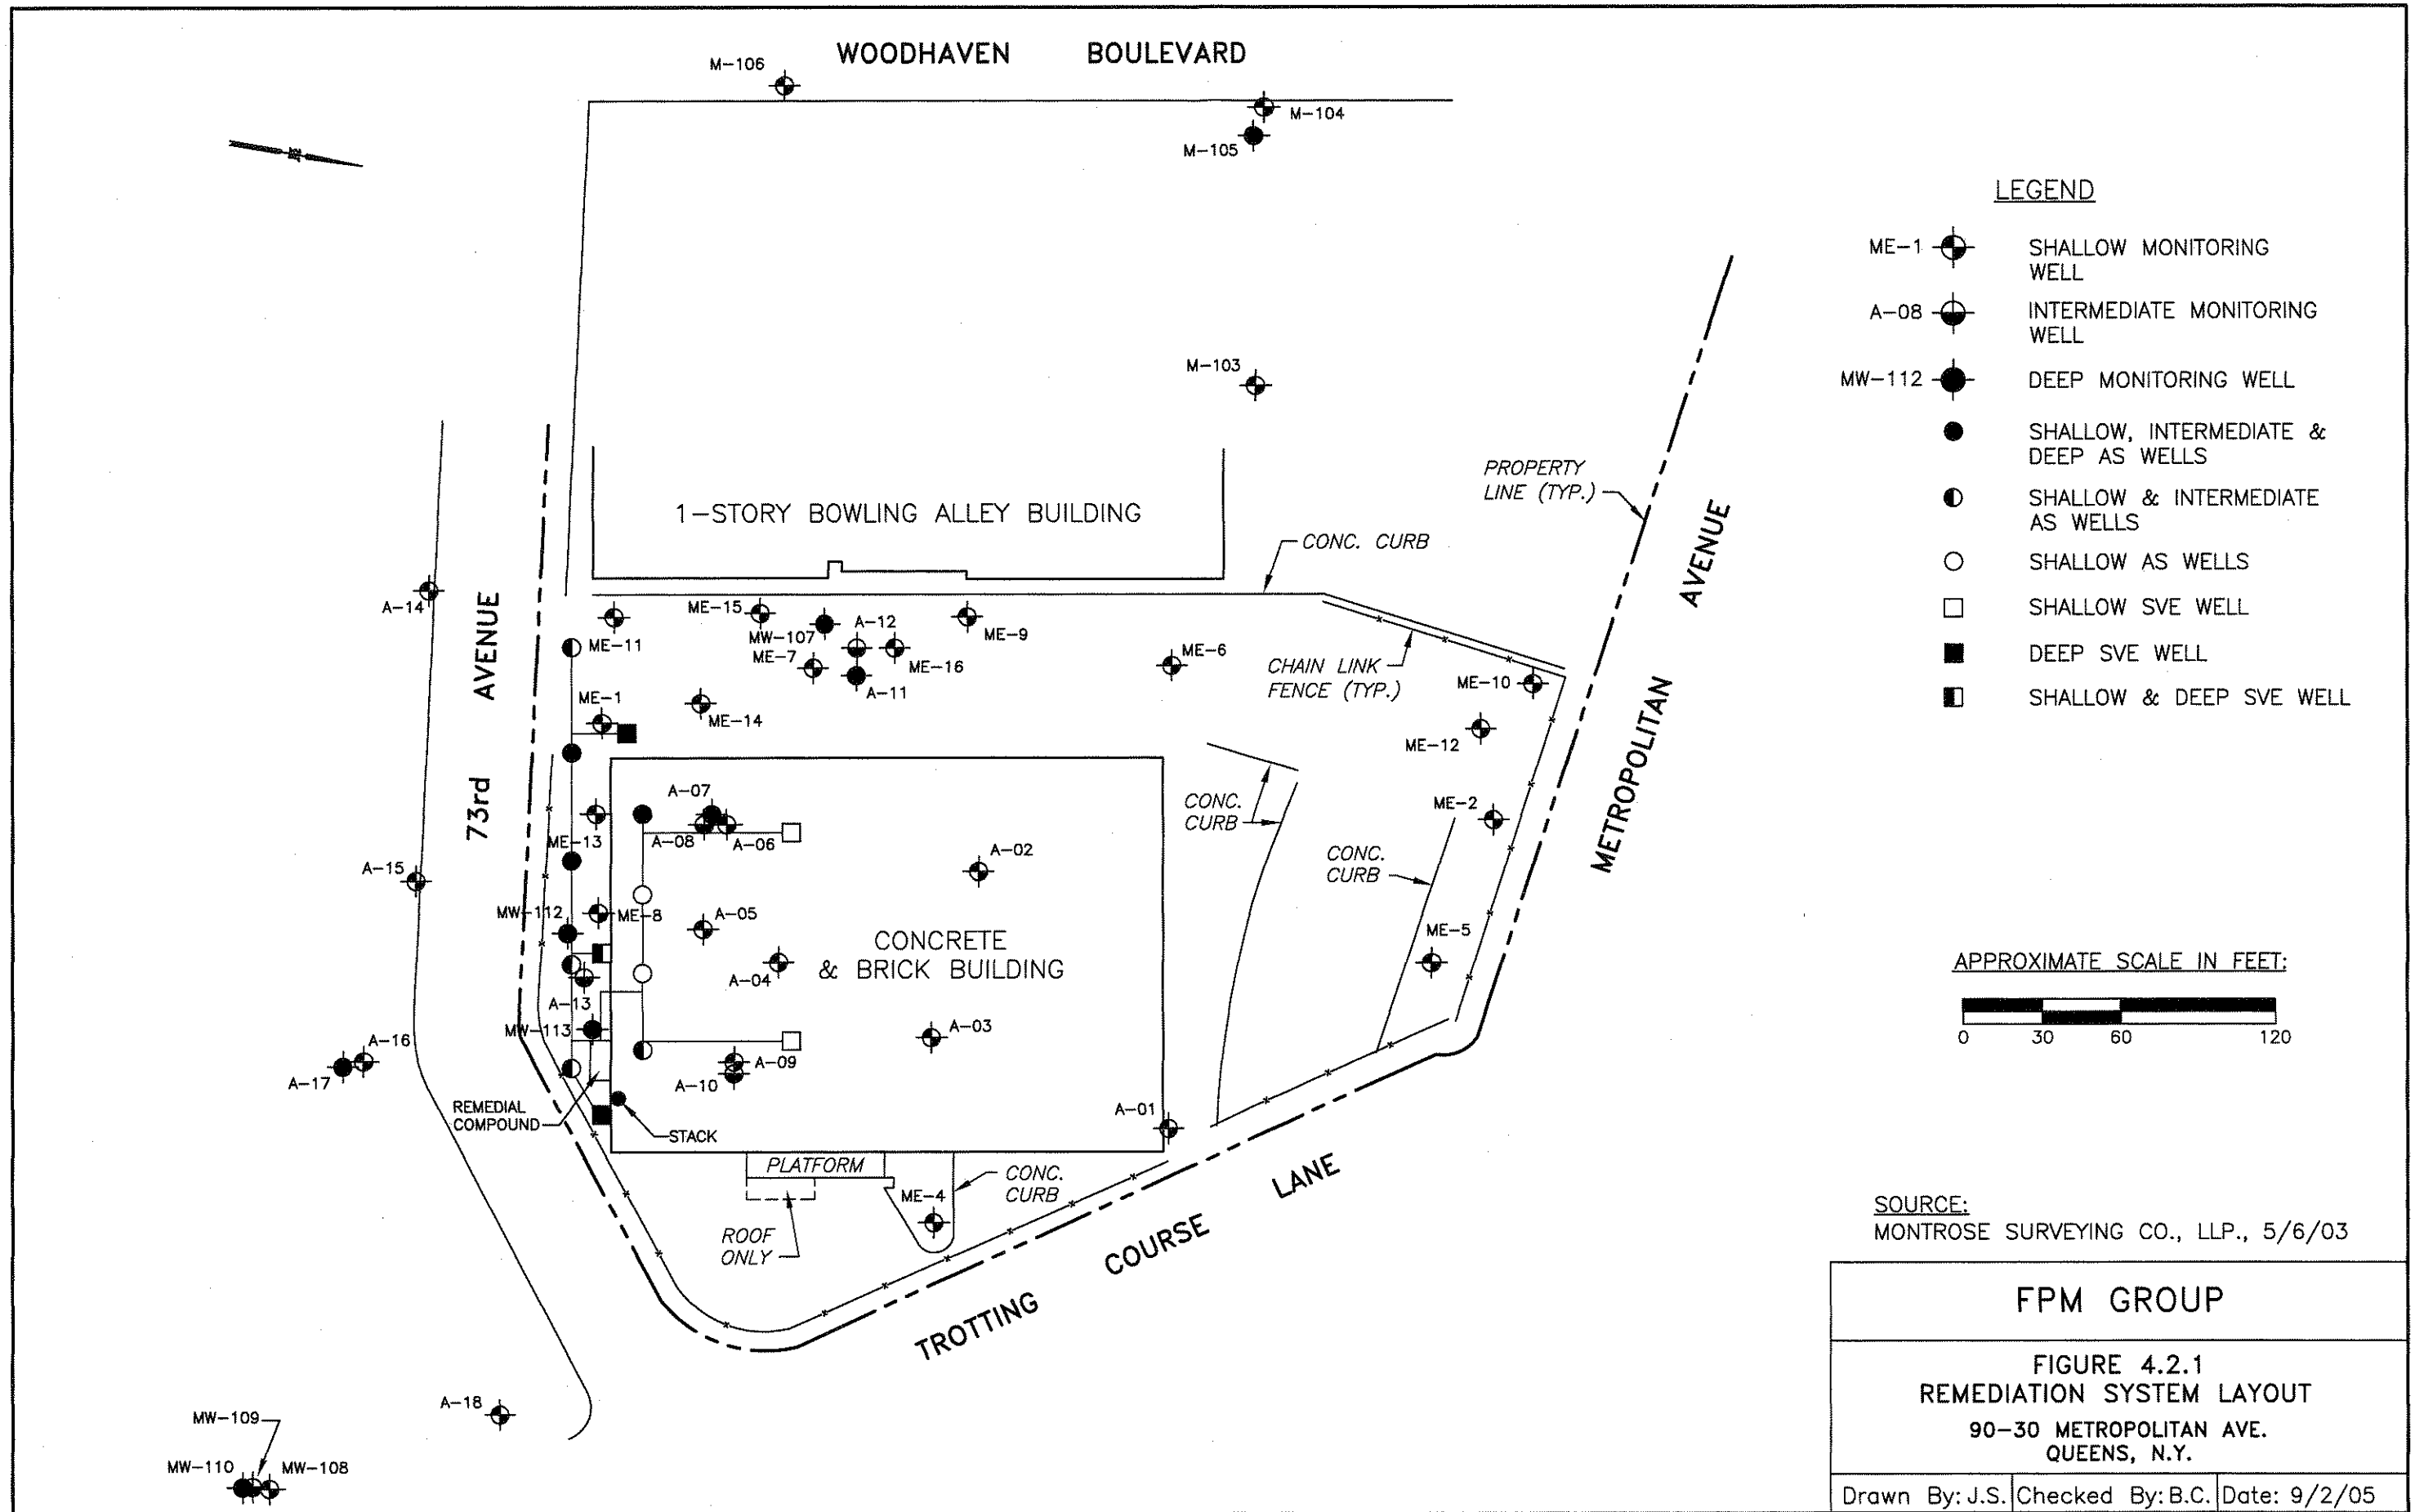 WOODHAVEN BOULEVARD
M-106
M-104
M-105
M-103
LEGEND
ME-1 SHALLOW MONITORING
WELL
A-08 INTERMEDIATE MONITORING
WELL
MW-112 DEEP MONITORING WELL
SHALLOW, INTERMEDIATE &
DEEP AS WELLS
SHALLOW & INTERMEDIATE
AS WELLS
SHALLOW AS WELLS
SHALLOW SVE WELL
DEEP SVE WELL
SHALLOW & DEEP SVE WELL
PROPERTY
LINE (TYP.)
1-STORY BOWLING ALLEY BUILDING
CONC. CURB
73rd AVENUE
METROPOLITAN AVENUE
A-14
ME-15
MW-107
A-12
ME-9
ME-11
ME-7
ME-16
A-11
ME-6
CHAIN LINK
FENCE (TYP.)
ME-10
ME-1
ME-14
ME-12
A-07
ME-13
A-08
A-06
CONC.
CURB
ME-2
A-02
CONC.
CURB
A-15
MW-112
ME-8
A-05
CONCRETE
& BRICK BUILDING
A-04
ME-5
A-13
MW-113
A-03
A-16
A-17
A-09
A-10
REMEDIAL
COMPOUND
STACK
A-01
PLATFORM
CONC.
CURB
ME-4
ROOF
ONLY
TROTTING COURSE LANE
A-18
MW-109
MW-110
MW-108
APPROXIMATE SCALE IN FEET:
0 30 60 120
SOURCE:
MONTROSE SURVEYING CO., LLP., 5/6/03
FPM GROUP
FIGURE 4.2.1
REMEDIATION SYSTEM LAYOUT
90-30 METROPOLITAN AVE.
QUEENS, N.Y.
Drawn By: J.S. Checked By: B.C. Date: 9/2/05